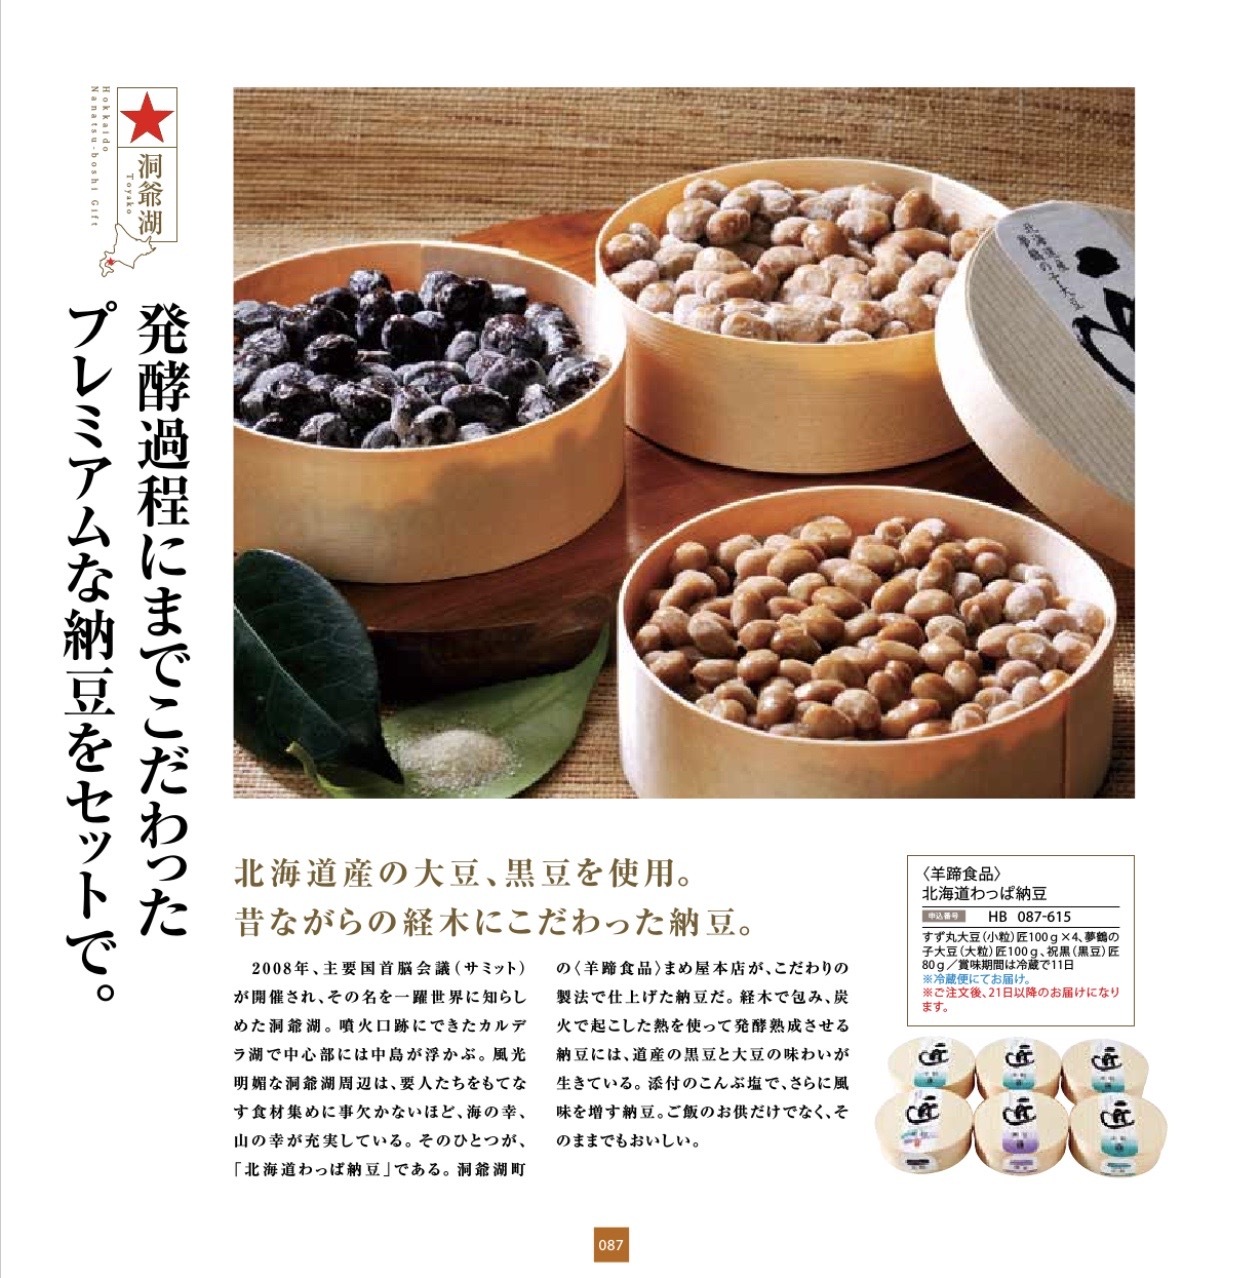 洞爺湖
Toyako
Hokkaido
Nanatsu-boshi Gift
発酵過程にまでこだわった
プレミアムな納豆をセットで。
北海道産
夢鶴の子大豆
北海道産の大豆、黒豆を使用。
昔ながらの経木にこだわった納豆。
2008年、主要国首脳会議（サミット）
が開催され、その名を一躍世界に知らし
めた洞爺湖。噴火口跡にできたカルデ
ラ湖で中心部には中島が浮かぶ。風光
明媚な洞爺湖周辺は、要人たちをもてな
す食材集めに事欠かないほど、海の幸、
山の幸が充実している。そのひとつが、
「北海道わっぱ納豆」である。洞爺湖町
の〈羊蹄食品〉まめ屋本店が、こだわりの
製法で仕上げた納豆だ。経木で包み、炭
火で起こした熱を使って発酵熟成させる
納豆には、道産の黒豆と大豆の味わいが
生きている。添付のこんぶ塩で、さらに風
味を増す納豆。ご飯のお供だけでなく、そ
のままでもおいしい。
〈羊蹄食品〉
北海道わっぱ納豆
申込番号 HB 087-615
すず丸大豆（小粒）匠100g×4、夢鶴の
子大豆（大粒）匠100g、祝黒（黒豆）匠
80g／賞味期間は冷蔵で11日
※冷蔵便にてお届け。
※ご注文後、21日以降のお届けになり
ます。
087